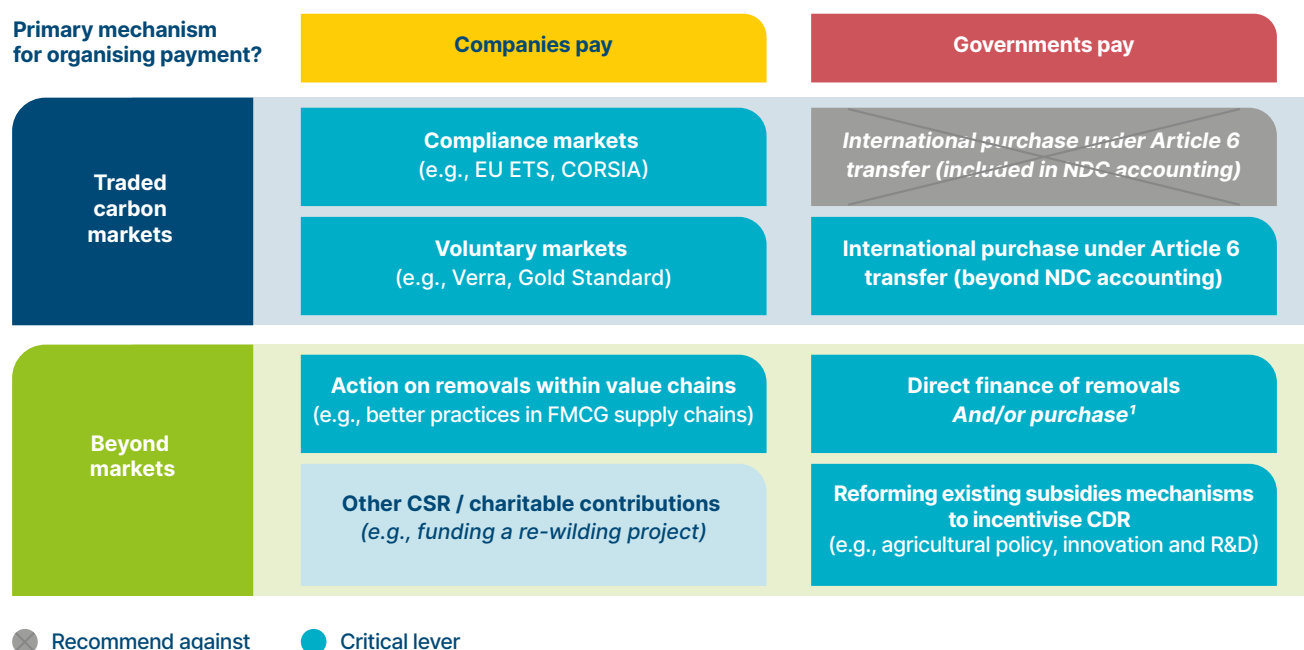 Primary mechanism
for organising payment?
Companies pay
Governments pay
Traded
carbon
markets
Compliance markets
(e.g., EU ETS, CORSIA)
International purchase under Article 6
transfer (included in NDC accounting)
Voluntary markets
(e.g., Verra, Gold Standard)
International purchase under Article 6
transfer (beyond NDC accounting)
Beyond
markets
Action on removals within value chains
(e.g., better practices in FMCG supply chains)
Direct finance of removals
And/or purchase¹
Other CSR / charitable contributions
(e.g., funding a re-wilding project)
Reforming existing subsidies mechanisms
to incentivise CDR
(e.g., agricultural policy, innovation and R&D)
Recommend against
Critical lever